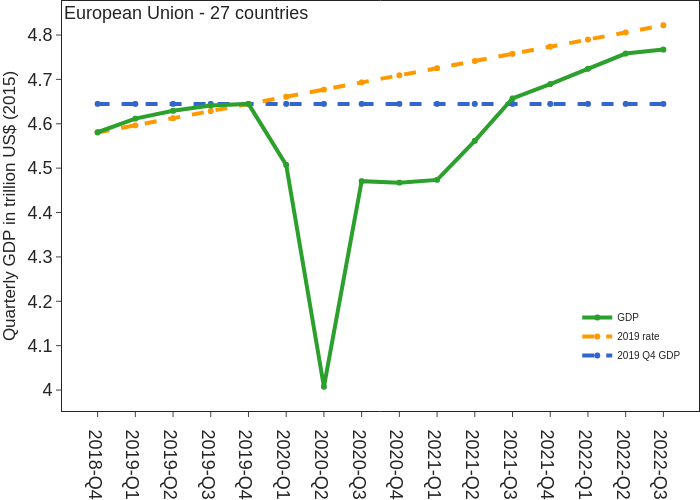 European Union - 27 countries
Quarterly GDP in trillion US$ (2015)
4.8
4.7
4.6
4.5
4.4
4.3
4.2
4.1
4
GDP
2019 rate
2019 Q4 GDP
2018-Q4
2019-Q1
2019-Q2
2019-Q3
2019-Q4
2020-Q1
2020-Q2
2020-Q3
2020-Q4
2021-Q1
2021-Q2
2021-Q3
2021-Q4
2022-Q1
2022-Q2
2022-Q3